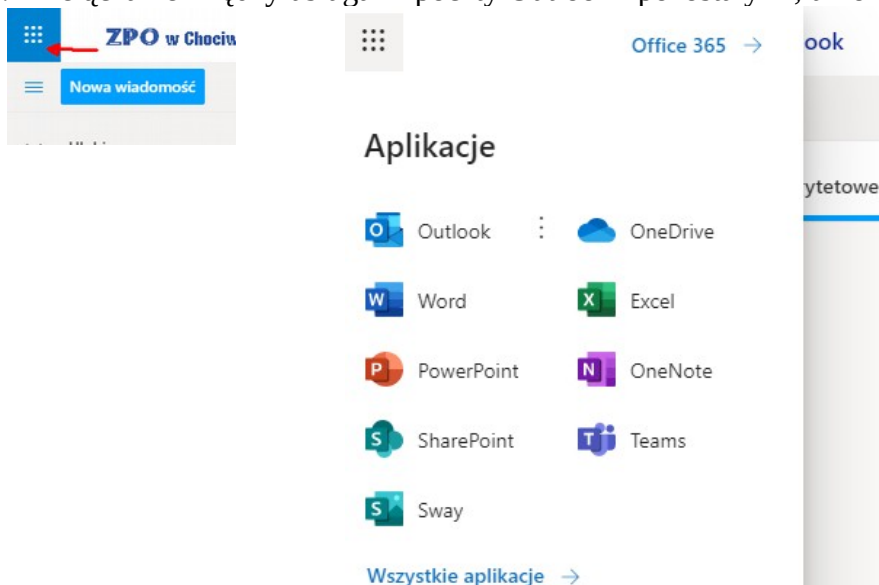 ZPO w Chociw
Nowa wiadomość
Office 365 →
ook
ytetowe
Aplikacje
Outlook
OneDrive
Word
Excel
PowerPoint
OneNote
SharePoint
Teams
Sway
Wszystkie aplikacje →